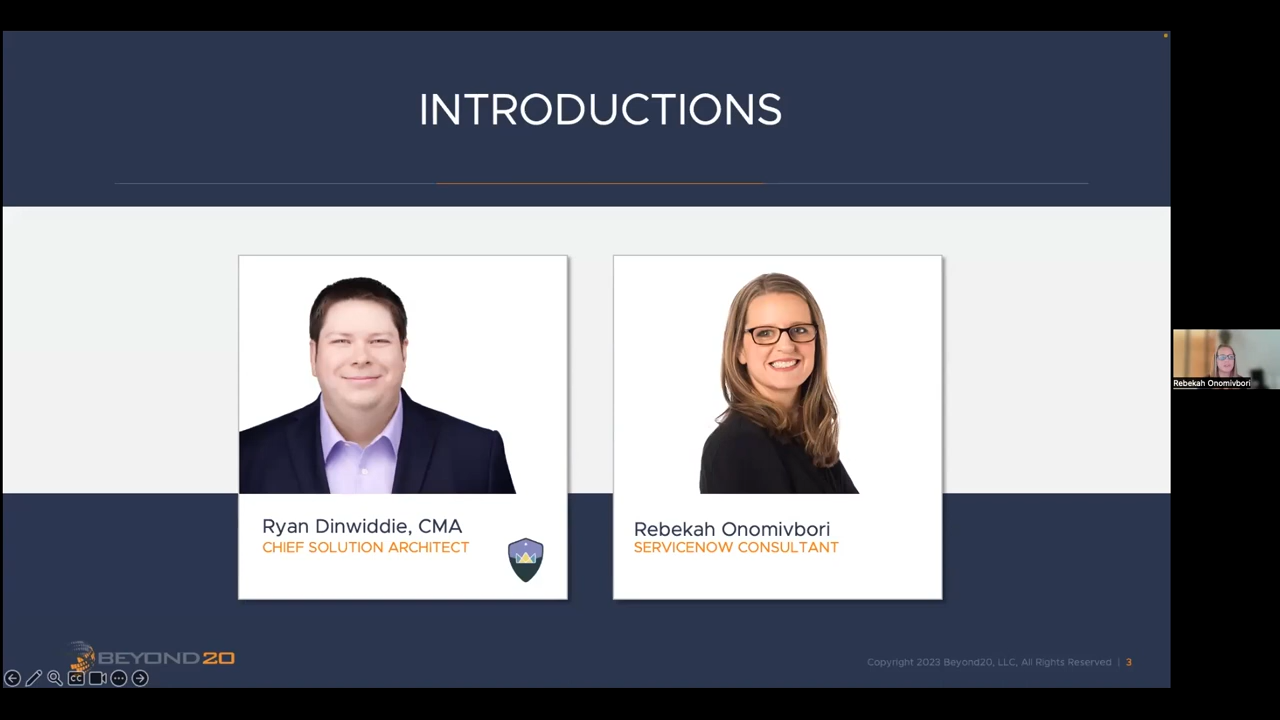 INTRODUCTIONS
Ryan Dinwiddie, CMA
CHIEF SOLUTION ARCHITECT
Rebekah Onomivbori
SERVICENOW CONSULTANT
Rebekah Onomivbori
BEYOND20
CC
Copyright 2023 Beyond20, LLC, All Rights Reserved | 3